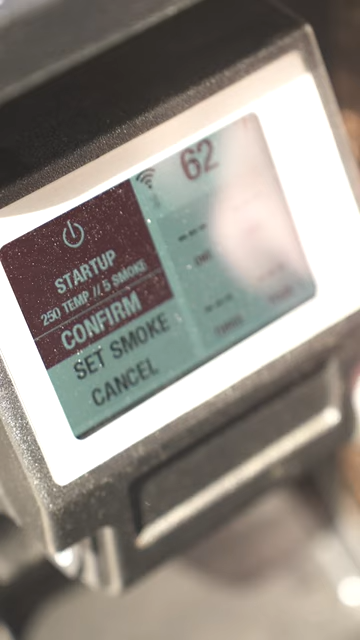 62
STARTUP
250 TEMP // 5 SMOKE
CONFIRM
SET SMOKE
CANCEL